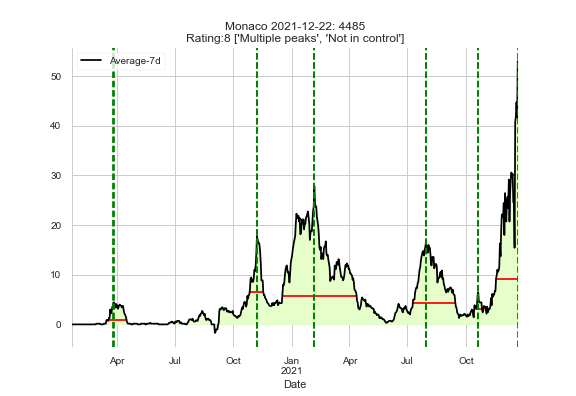 Monaco 2021-12-22: 4485
Rating:8 ['Multiple peaks', 'Not in control']
Average-7d
50
40
30
20
10
0
Apr Jul Oct Jan Apr Jul Oct
2021
Date